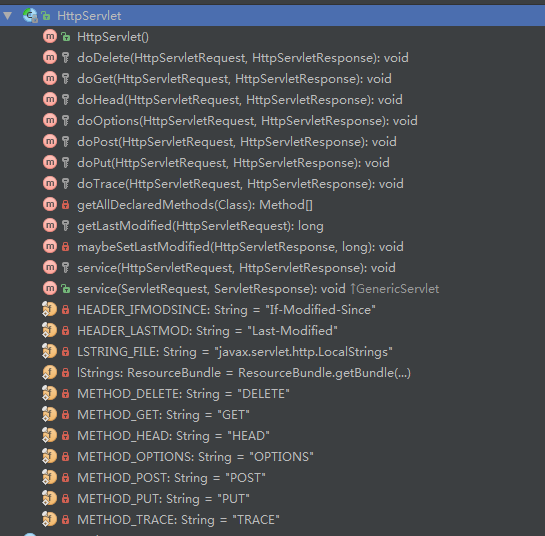 HttpServlet
HttpServlet()
doDelete(HttpServletRequest, HttpServletResponse): void
doGet(HttpServletRequest, HttpServletResponse): void
doHead(HttpServletRequest, HttpServletResponse): void
doOptions(HttpServletRequest, HttpServletResponse): void
doPost(HttpServletRequest, HttpServletResponse): void
doPut(HttpServletRequest, HttpServletResponse): void
doTrace(HttpServletRequest, HttpServletResponse): void
getAllDeclaredMethods(Class): Method[]
getLastModified(HttpServletRequest): long
maybeSetLastModified(HttpServletResponse, long): void
service(HttpServletRequest, HttpServletResponse): void
service(ServletRequest, ServletResponse): void ↑GenericServlet
HEADER_IFMODSINCE: String = "If-Modified-Since"
HEADER_LASTMOD: String = "Last-Modified"
LSTRING_FILE: String = "javax.servlet.http.LocalStrings"
lStrings: ResourceBundle = ResourceBundle.getBundle(...)
METHOD_DELETE: String = "DELETE"
METHOD_GET: String = "GET"
METHOD_HEAD: String = "HEAD"
METHOD_OPTIONS: String = "OPTIONS"
METHOD_POST: String = "POST"
METHOD_PUT: String = "PUT"
METHOD_TRACE: String = "TRACE"